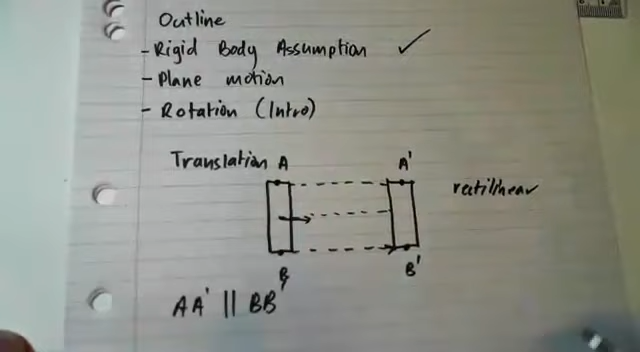 Outline
- Rigid Body Assumption ✓
- Plane motion
- Rotation (Intro)
Translation A A'
rectilinear
B B'
AA' || BB'